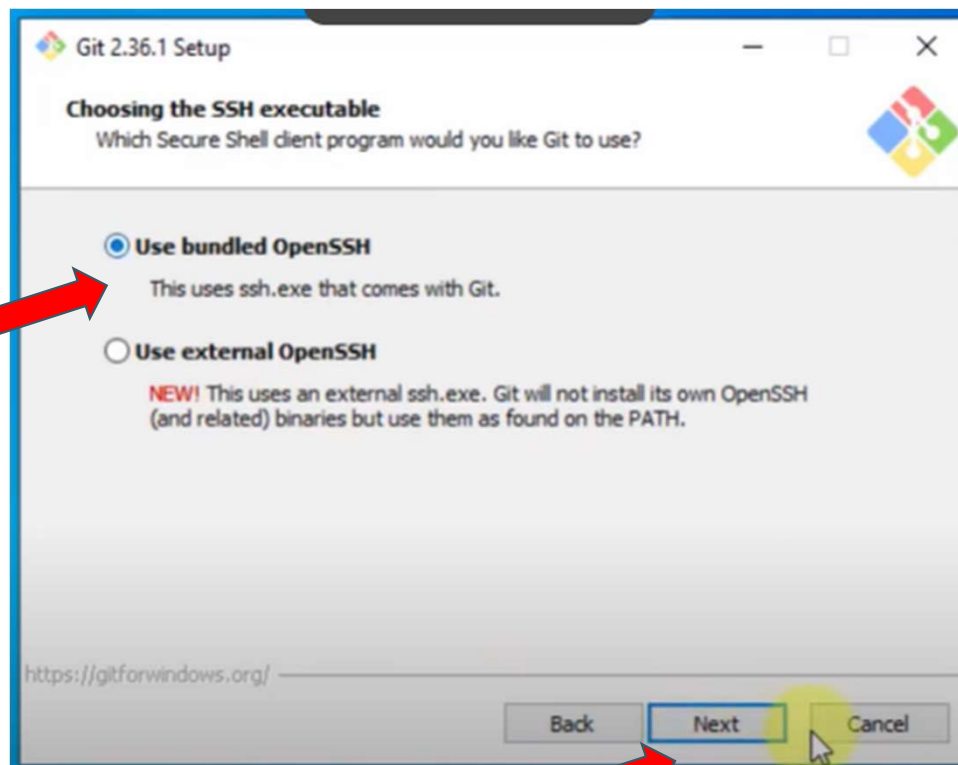 Git 2.36.1 Setup
Choosing the SSH executable
Which Secure Shell client program would you like Git to use?
Use bundled OpenSSH
This uses ssh.exe that comes with Git.
Use external OpenSSH
NEW! This uses an external ssh.exe. Git will not install its own OpenSSH
(and related) binaries but use them as found on the PATH.
https://gitforwindows.org/
Back Next Cancel